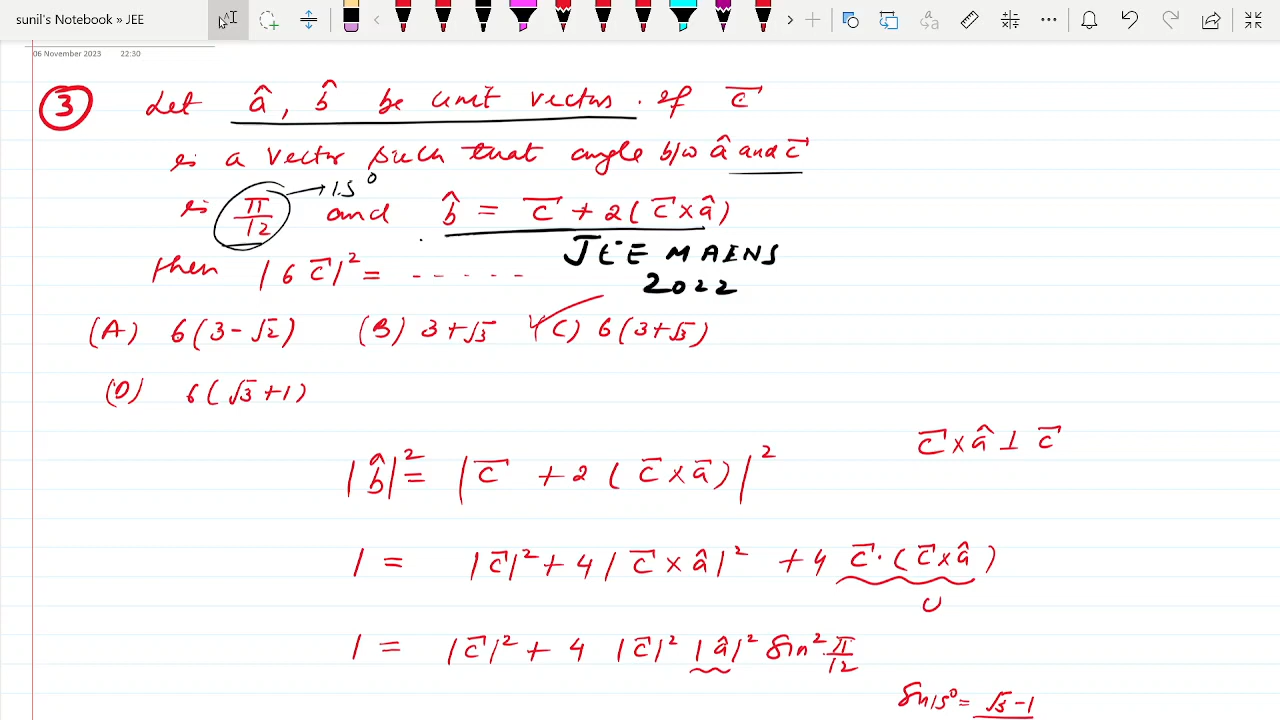 sunil's Notebook » JEE
06 November 2023 22:30
③ Let â, b̂ be unit vectors. If c⃗
is a vector such that angle b/w â and c⃗
is π/12 → 15° and b̂ = c⃗ + 2(c⃗ × â)
then |6c⃗|² = ------
JEE MAINS
2022
(A) 6(3-√2) (B) 3+√3 ✓(C) 6(3+√3)
(D) 6(√3+1)
c⃗ × â ⊥ c⃗
|b̂|² = |c⃗ + 2(c⃗ × a⃗)|²
1 = |c⃗|² + 4|c⃗ × â|² + 4 c⃗·(c⃗ × â)
0
1 = |c⃗|² + 4 |c⃗|² |â|² sin² π/12
sin15° = √3-1